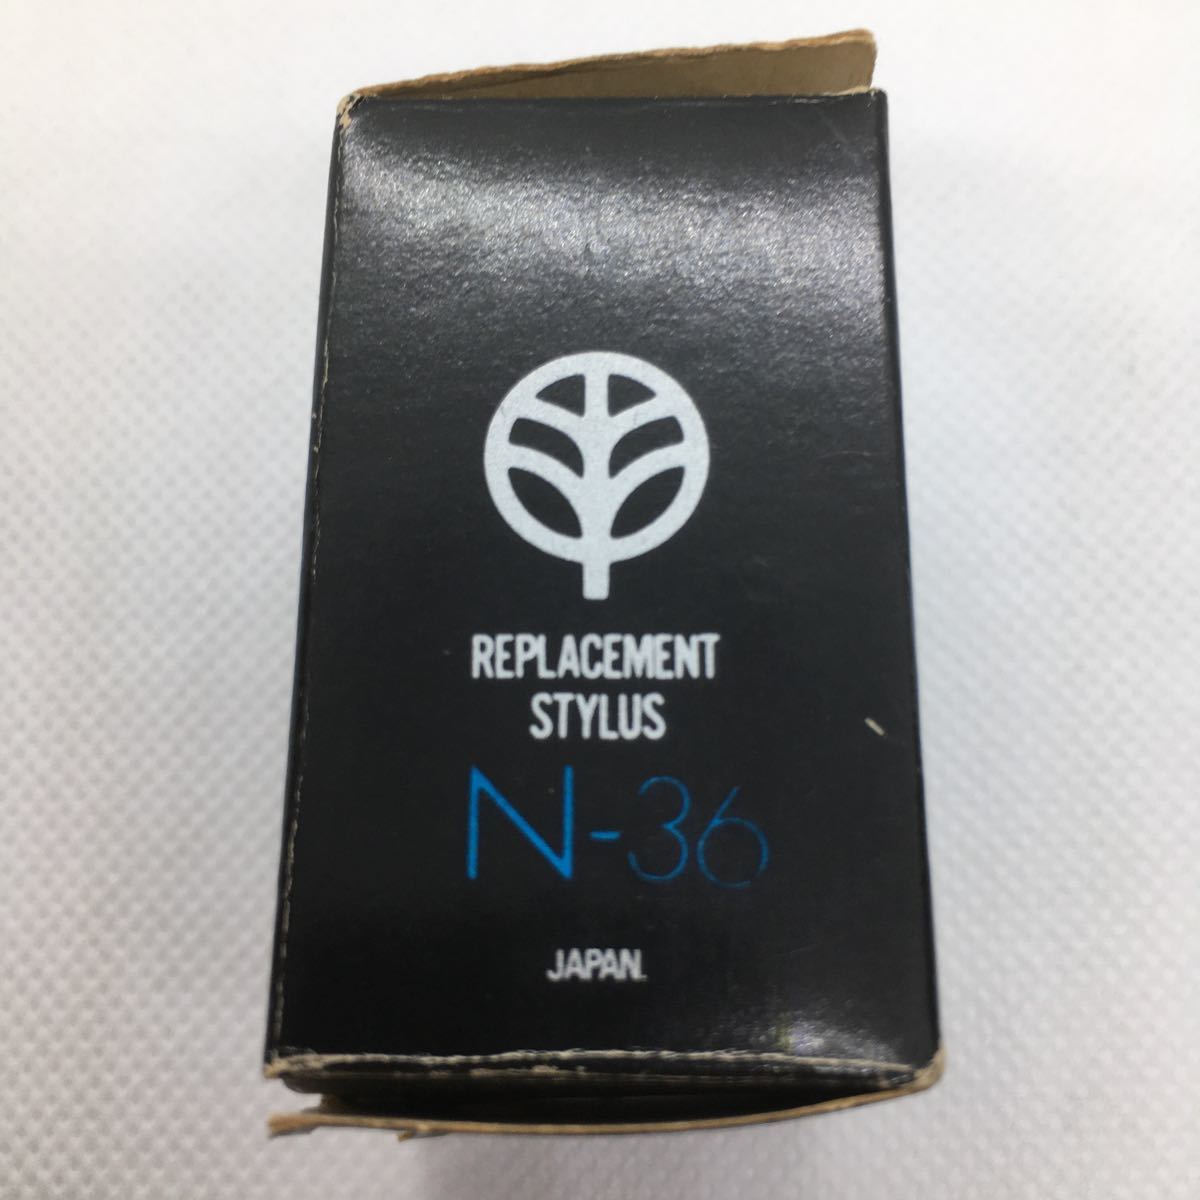 REPLACEMENT
STYLUS
N-36
JAPAN.